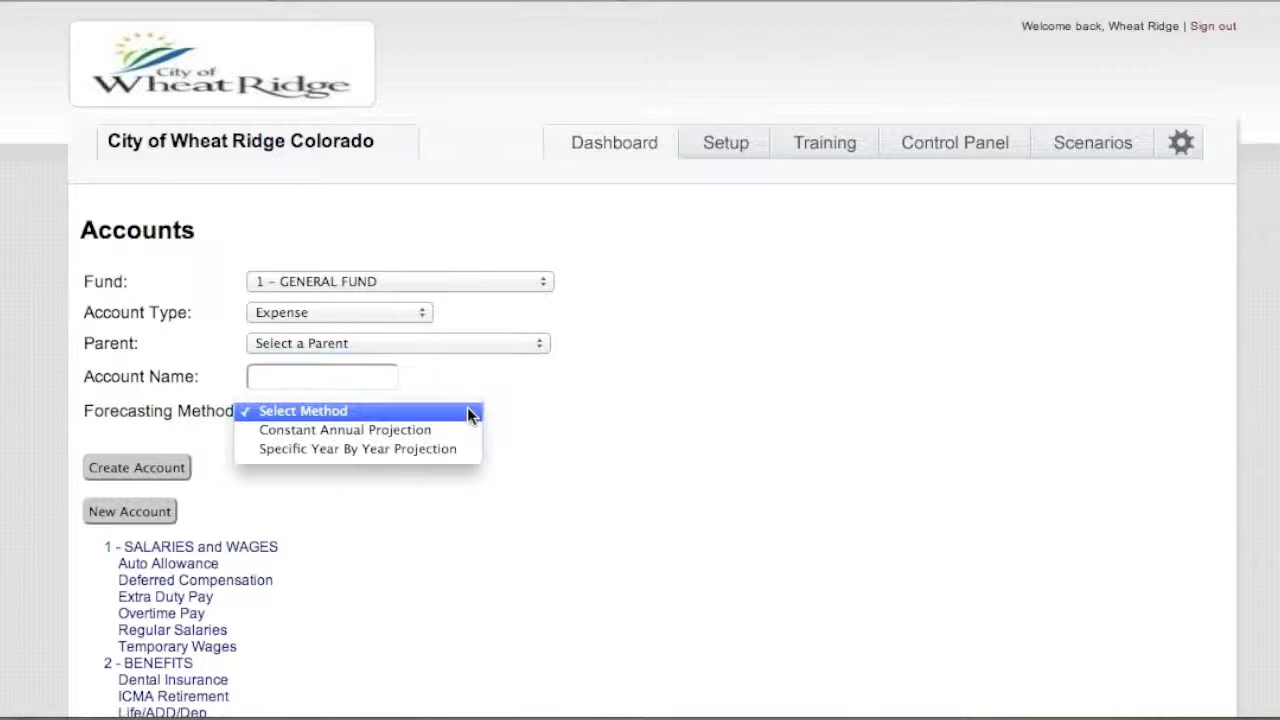 Welcome back, Wheat Ridge | Sign out
City of
Wheat Ridge
City of Wheat Ridge Colorado
Dashboard
Setup
Training
Control Panel
Scenarios
Accounts
Fund:
1 – GENERAL FUND
Account Type:
Expense
Parent:
Select a Parent
Account Name:
Forecasting Method
✓ Select Method
Constant Annual Projection
Specific Year By Year Projection
Create Account
New Account
1 - SALARIES and WAGES
Auto Allowance
Deferred Compensation
Extra Duty Pay
Overtime Pay
Regular Salaries
Temporary Wages
2 - BENEFITS
Dental Insurance
ICMA Retirement
Life/ADD/Dep